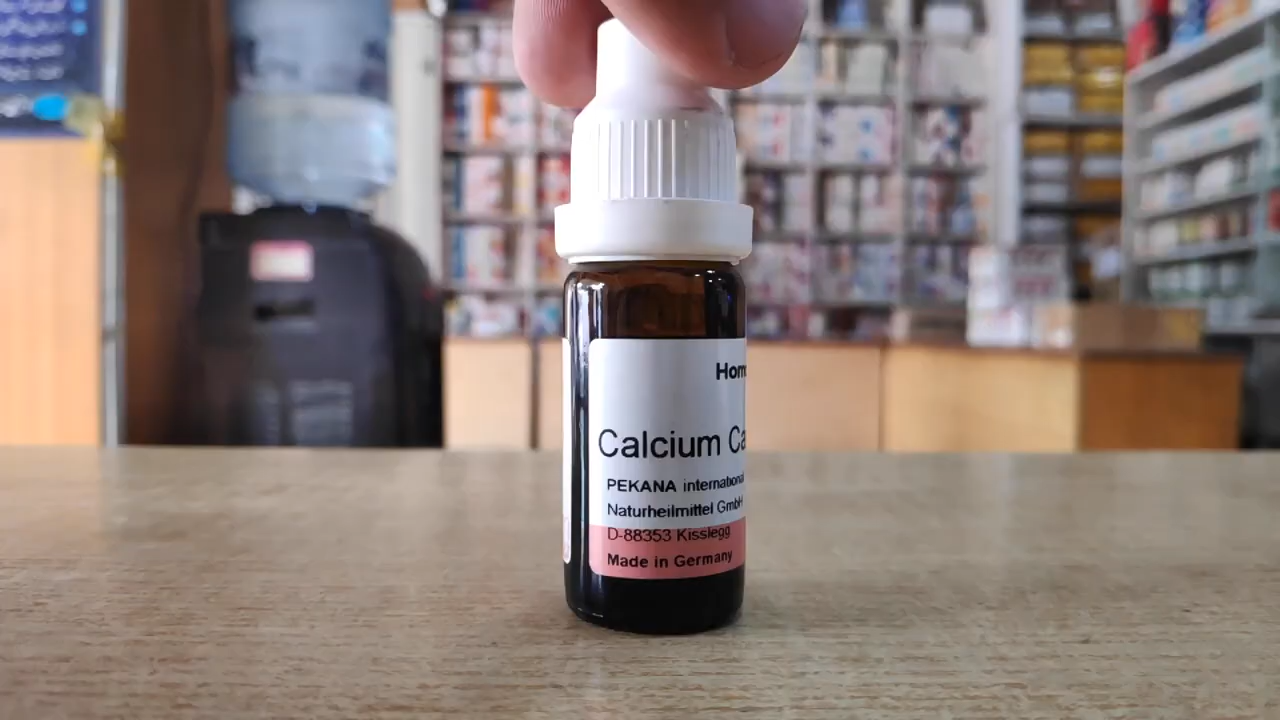 Hom
Calcium Ca
PEKANA international
Naturheilmittel GmbH
D-88353 Kisslegg
Made in Germany